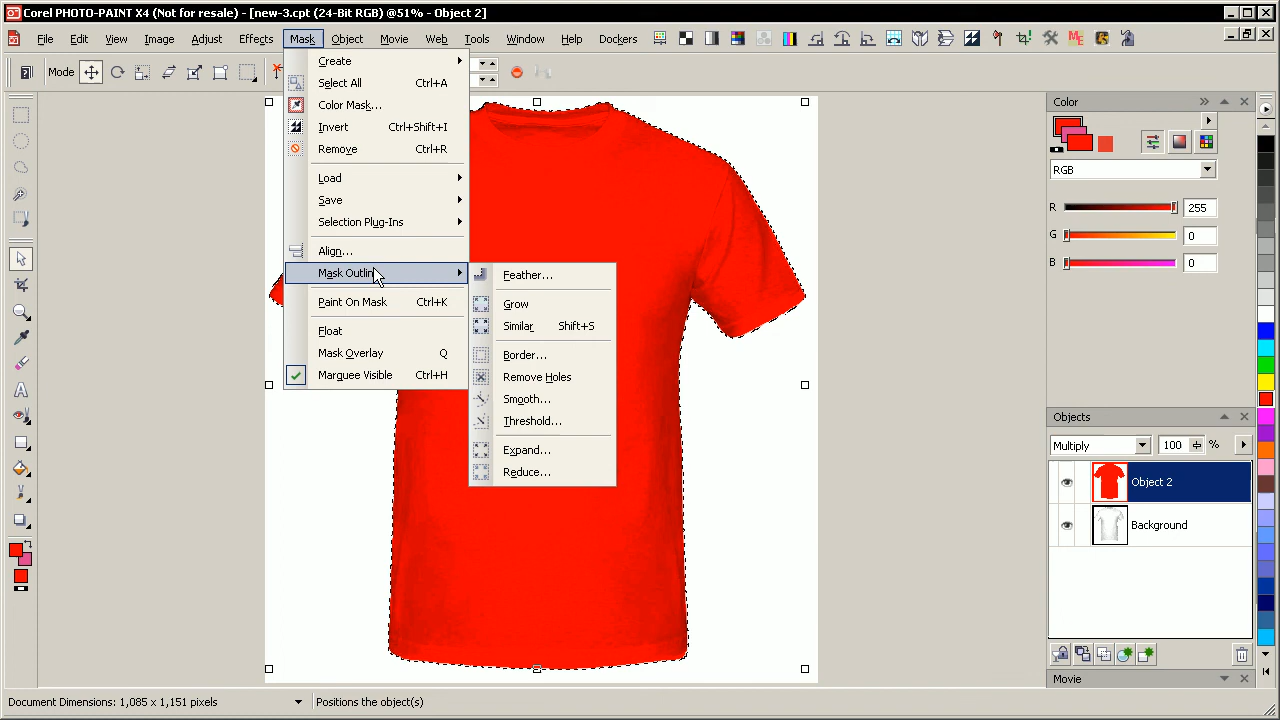 Corel PHOTO-PAINT X4 (Not for resale) - [new-3.cpt (24-Bit RGB) @51% - Object 2]
File Edit View Image Adjust Effects Mask Object Movie Web Tools Window Help Dockers
Mode
Create
Select All Ctrl+A
Color Mask...
Invert Ctrl+Shift+I
Remove Ctrl+R
Load
Save
Selection Plug-Ins
Align...
Mask Outline
Paint On Mask Ctrl+K
Float
Mask Overlay Q
Marquee Visible Ctrl+H
Feather...
Grow
Similar Shift+S
Border...
Remove Holes
Smooth...
Threshold...
Expand...
Reduce...
Color
RGB
R 255
G 0
B 0
Objects
Multiply 100 %
Object 2
Background
Movie
Document Dimensions: 1,085 x 1,151 pixels Positions the object(s)